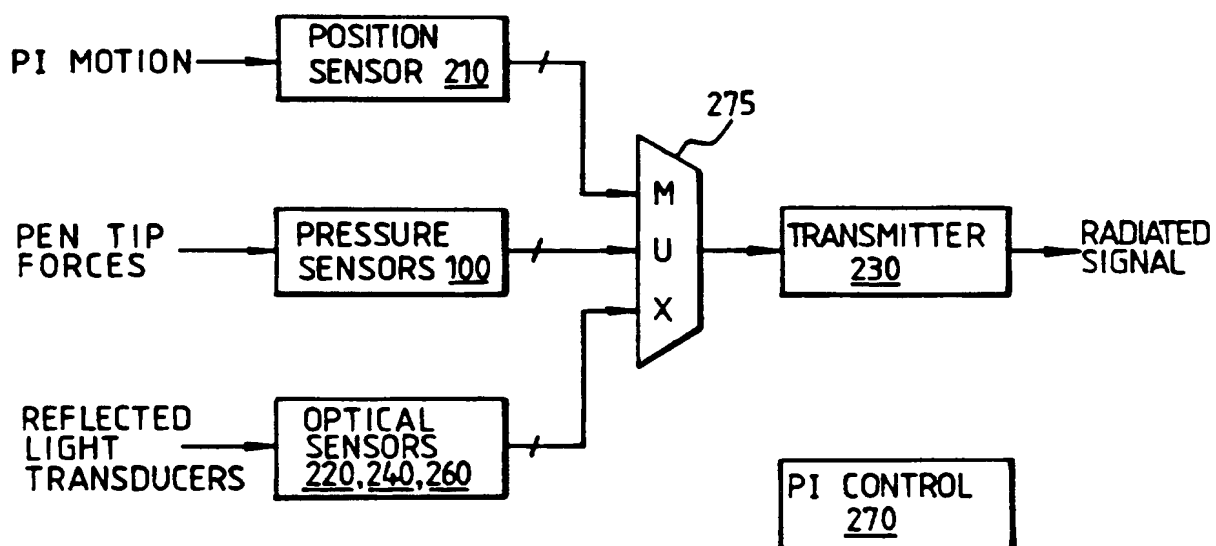 PI MOTION
POSITION
SENSOR 210
275
PEN TIP
FORCES
PRESSURE
SENSORS 100
M
U
X
TRANSMITTER
230
RADIATED
SIGNAL
REFLECTED
LIGHT
TRANSDUCERS
OPTICAL
SENSORS
220,240,260
PI CONTROL
270